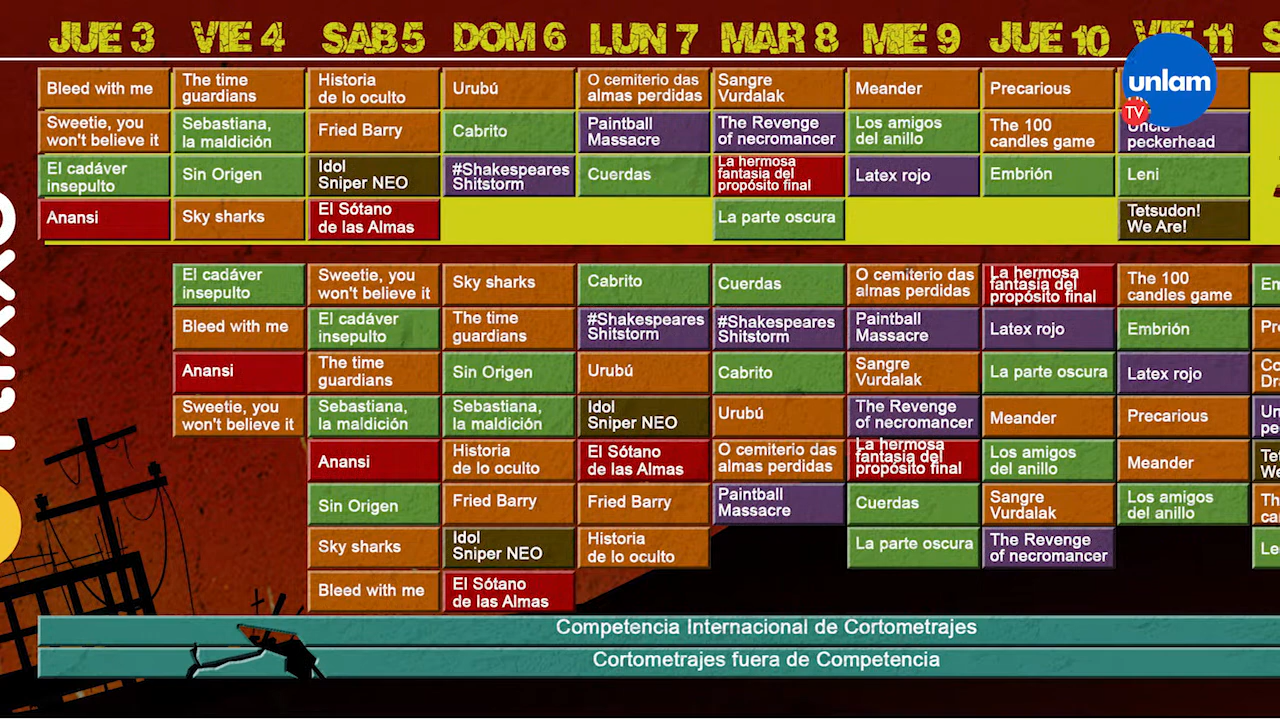 JUE 3 VIE 4 SAB 5 DOM 6 LUN 7 MAR 8 MIE 9 JUE 10 VIE 11
unlam
TV
Bleed with me
The time
guardians
Historia
de lo oculto
Urubú
O cemiterio das
almas perdidas
Sangre
Vurdalak
Meander
Precarious
Sweetie, you
won't believe it
Sebastiana,
la maldición
Fried Barry
Cabrito
Paintball
Massacre
The Revenge
of necromancer
Los amigos
del anillo
The 100
candles game
Uncle
peckerhead
El cadáver
insepulto
Sin Origen
Idol
Sniper NEO
#Shakespeares
Shitstorm
Cuerdas
La hermosa
fantasia del
propósito final
Latex rojo
Embrión
Leni
Anansi
Sky sharks
El Sótano
de las Almas
La parte oscura
Tetsudon!
We Are!
El cadáver
insepulto
Sweetie, you
won't believe it
Sky sharks
Cabrito
Cuerdas
O cemiterio das
almas perdidas
La hermosa
fantasia del
propósito final
The 100
candles game
Bleed with me
El cadáver
insepulto
The time
guardians
#Shakespeares
Shitstorm
#Shakespeares
Shitstorm
Paintball
Massacre
Latex rojo
Embrión
Anansi
The time
guardians
Sin Origen
Urubú
Cabrito
Sangre
Vurdalak
La parte oscura
Latex rojo
Sweetie, you
won't believe it
Sebastiana,
la maldición
Sebastiana,
la maldición
Idol
Sniper NEO
Urubú
The Revenge
of necromancer
Meander
Precarious
Anansi
Historia
de lo oculto
El Sótano
de las Almas
O cemiterio das
almas perdidas
La hermosa
fantasia del
propósito final
Los amigos
del anillo
Meander
Sin Origen
Fried Barry
Fried Barry
Paintball
Massacre
Cuerdas
Sangre
Vurdalak
Los amigos
del anillo
Sky sharks
Idol
Sniper NEO
Historia
de lo oculto
La parte oscura
The Revenge
of necromancer
Bleed with me
El Sótano
de las Almas
Competencia Internacional de Cortometrajes
Cortometrajes fuera de Competencia